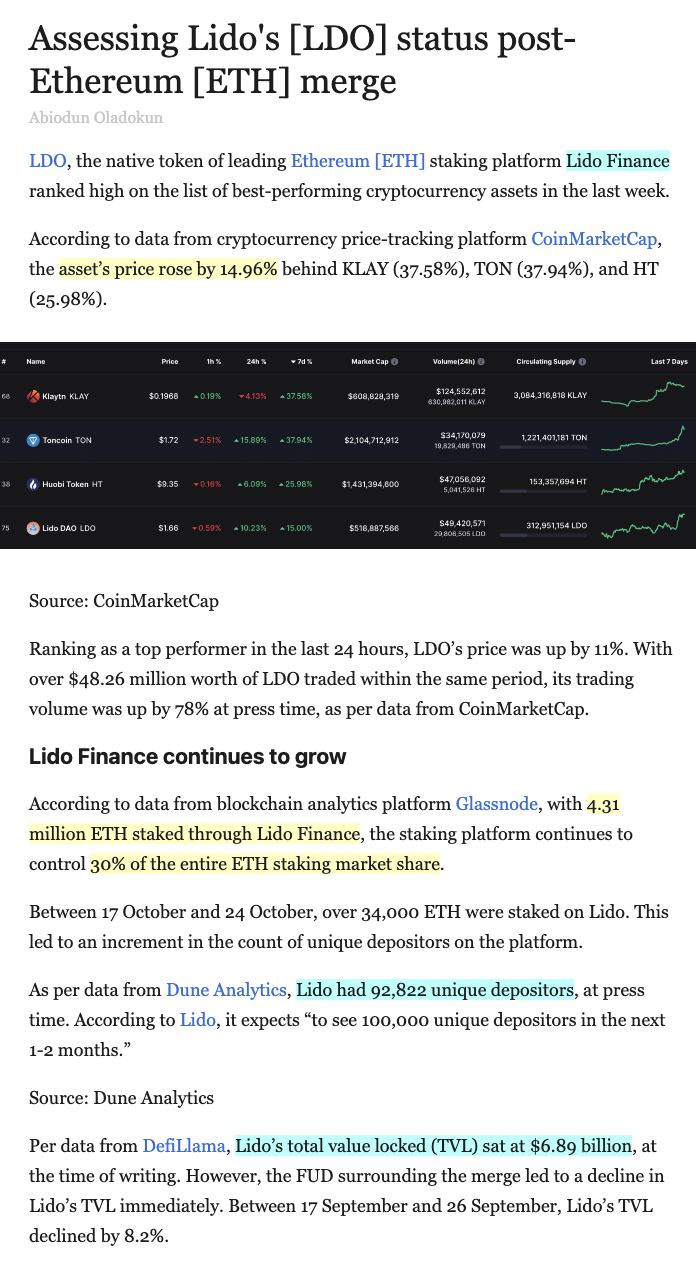 Assessing Lido's [LDO] status post-
Ethereum [ETH] merge
Abiodun Oladokun
LDO, the native token of leading Ethereum [ETH] staking platform Lido Finance
ranked high on the list of best-performing cryptocurrency assets in the last week.
According to data from cryptocurrency price-tracking platform CoinMarketCap,
the asset’s price rose by 14.96% behind KLAY (37.58%), TON (37.94%), and HT
(25.98%).
# Name Price 1h % 24h % ▼ 7d % Market Cap Volume(24h) Circulating Supply Last 7 Days
68 Klaytn KLAY $0.1968 ▲0.19% ▼4.13% ▲37.58% $608,828,319 $124,552,612 3,084,316,818 KLAY
630,982,011 KLAY
32 Toncoin TON $1.72 ▼2.51% ▲15.89% ▲37.94% $2,104,712,912 $34,170,079 1,221,401,181 TON
19,829,486 TON
38 Huobi Token HT $9.35 ▼0.16% ▲6.09% ▲25.98% $1,431,394,600 $47,056,092 153,357,694 HT
5,041,526 HT
75 Lido DAO LDO $1.66 ▼0.59% ▲10.23% ▲15.00% $518,887,566 $49,420,571 312,951,154 LDO
29,806,505 LDO
Source: CoinMarketCap
Ranking as a top performer in the last 24 hours, LDO’s price was up by 11%. With
over $48.26 million worth of LDO traded within the same period, its trading
volume was up by 78% at press time, as per data from CoinMarketCap.
Lido Finance continues to grow
According to data from blockchain analytics platform Glassnode, with 4.31
million ETH staked through Lido Finance, the staking platform continues to
control 30% of the entire ETH staking market share.
Between 17 October and 24 October, over 34,000 ETH were staked on Lido. This
led to an increment in the count of unique depositors on the platform.
As per data from Dune Analytics, Lido had 92,822 unique depositors, at press
time. According to Lido, it expects “to see 100,000 unique depositors in the next
1-2 months.”
Source: Dune Analytics
Per data from DefiLlama, Lido’s total value locked (TVL) sat at $6.89 billion, at
the time of writing. However, the FUD surrounding the merge led to a decline in
Lido’s TVL immediately. Between 17 September and 26 September, Lido’s TVL
declined by 8.2%.